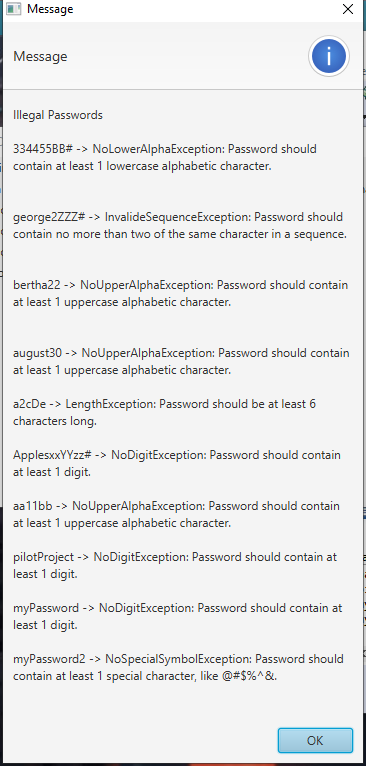 Message
Message
Illegal Passwords
334455BB# -> NoLowerAlphaException: Password should
contain at least 1 lowercase alphabetic character.
george2ZZZ# -> InvalideSequenceException: Password should
contain no more than two of the same character in a sequence.
bertha22 -> NoUpperAlphaException: Password should contain
at least 1 uppercase alphabetic character.
august30 -> NoUpperAlphaException: Password should contain
at least 1 uppercase alphabetic character.
a2cDe -> LengthException: Password should be at least 6
characters long.
ApplesxxYYzz# -> NoDigitException: Password should contain
at least 1 digit.
aa11bb -> NoUpperAlphaException: Password should contain
at least 1 uppercase alphabetic character.
pilotProject -> NoDigitException: Password should contain at
least 1 digit.
myPassword -> NoDigitException: Password should contain at
least 1 digit.
myPassword2 -> NoSpecialSymbolException: Password should
contain at least 1 special character, like @#$%^&.
OK